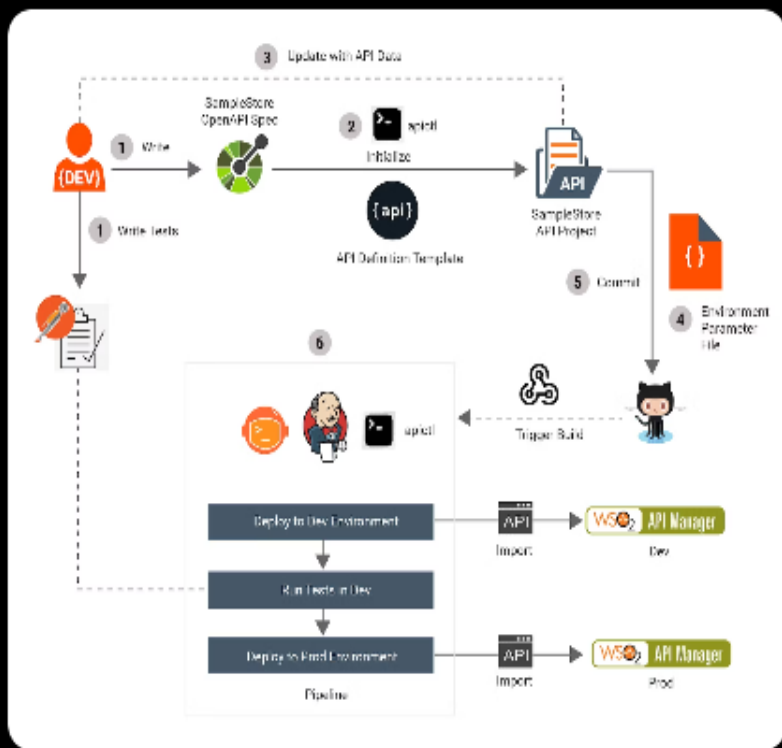 3 Update with API Data
SampleStore
OpenAPI Spec
2 apictl
Initialize
1 Write
{DEV}
API
{api}
SampleStore
API Project
API Definition Template
1 Write Tests
{ }
5 Commit
4 Environment
Parameter
File
6
apictl
Trigger Build
Deploy to Dev Environment
API
WSO2 API Manager
Import
Dev
Run Tests in Dev
Deploy to Prod Environment
API
WSO2 API Manager
Import
Prod
Pipeline